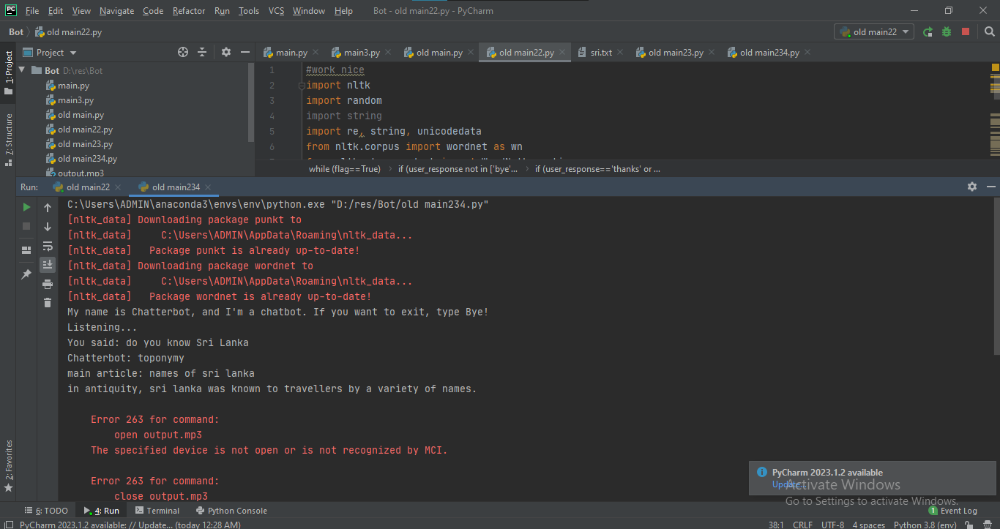 File Edit View Navigate Code Refactor Run Tools VCS Window Help Bot - old main22.py - PyCharm
Bot old main22.py old main22
1: Project
Project
main.py main3.py old main.py old main22.py sri.txt old main23.py old main234.py
Bot D:\res\Bot
main.py
main3.py
old main.py
old main22.py
old main23.py
old main234.py
output.mp3
7: Structure
1 #work nice
2 import nltk
3 import random
4 import string
5 import re, string, unicodedata
6 from nltk.corpus import wordnet as wn
while (flag==True) if (user_response not in ['bye'... if (user_response=='thanks' or ...
Run: old main22 old main234
C:\Users\ADMIN\anaconda3\envs\env\python.exe "D:/res/Bot/old main234.py"
[nltk_data] Downloading package punkt to
[nltk_data] C:\Users\ADMIN\AppData\Roaming\nltk_data...
[nltk_data] Package punkt is already up-to-date!
[nltk_data] Downloading package wordnet to
[nltk_data] C:\Users\ADMIN\AppData\Roaming\nltk_data...
[nltk_data] Package wordnet is already up-to-date!
My name is Chatterbot, and I'm a chatbot. If you want to exit, type Bye!
Listening...
You said: do you know Sri Lanka
Chatterbot: toponymy
main article: names of sri lanka
in antiquity, sri lanka was known to travellers by a variety of names.
Error 263 for command:
open output.mp3
The specified device is not open or is not recognized by MCI.
Error 263 for command:
close output.mp3
2: Favorites
PyCharm 2023.1.2 available
Update...
Activate Windows
Go to Settings to activate Windows.
6: TODO 4: Run Terminal Python Console 1 Event Log
PyCharm 2023.1.2 available: // Update... (today 12:28 AM) 38:1 CRLF UTF-8 4 spaces Python 3.8 (env)